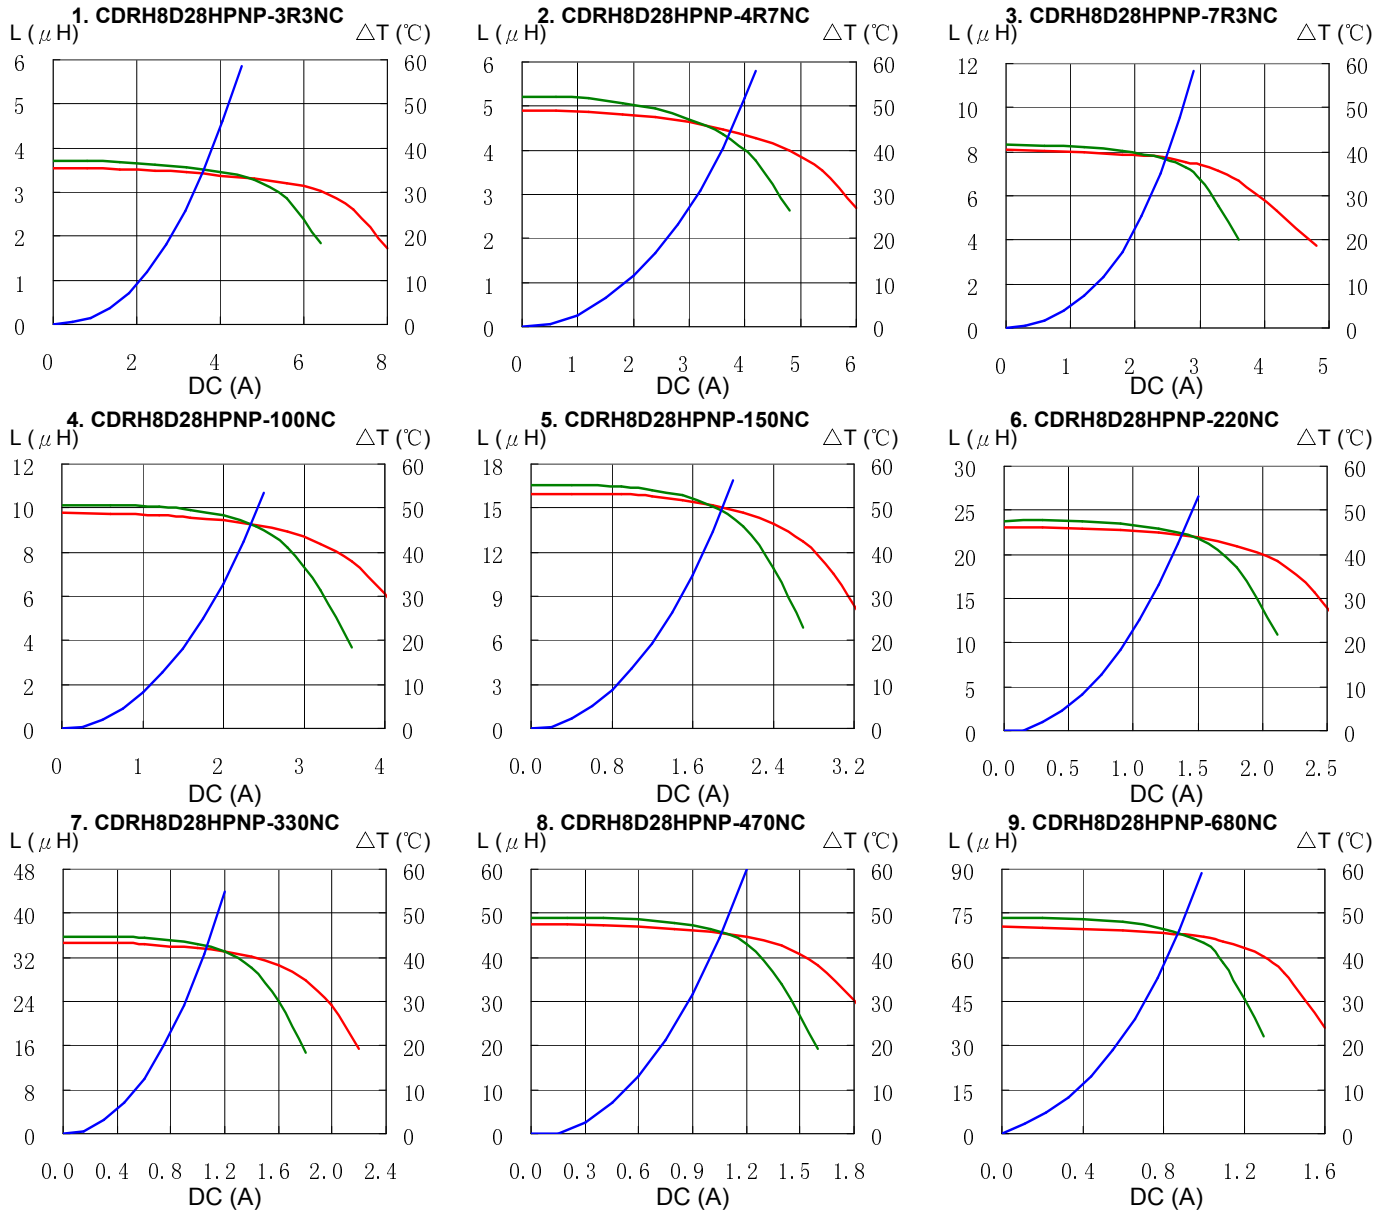 1. CDRH8D28HPNP-3R3NC
L (μH) △T (℃)
6 60
5 50
4 40
3 30
2 20
1 10
0 0
0 2 4 6 8
DC (A)
2. CDRH8D28HPNP-4R7NC
L (μH) △T (℃)
6 60
5 50
4 40
3 30
2 20
1 10
0 0
0 1 2 3 4 5 6
DC (A)
3. CDRH8D28HPNP-7R3NC
L (μH) △T (℃)
12 60
10 50
8 40
6 30
4 20
2 10
0 0
0 1 2 3 4 5
DC (A)
4. CDRH8D28HPNP-100NC
L (μH) △T (℃)
12 60
10 50
8 40
6 30
4 20
2 10
0 0
0 1 2 3 4
DC (A)
5. CDRH8D28HPNP-150NC
L (μH) △T (℃)
18 60
15 50
12 40
9 30
6 20
3 10
0 0
0.0 0.8 1.6 2.4 3.2
DC (A)
6. CDRH8D28HPNP-220NC
L (μH) △T (℃)
30 60
25 50
20 40
15 30
10 20
5 10
0 0
0.0 0.5 1.0 1.5 2.0 2.5
DC (A)
7. CDRH8D28HPNP-330NC
L (μH) △T (℃)
48 60
40 50
32 40
24 30
16 20
8 10
0 0
0.0 0.4 0.8 1.2 1.6 2.0 2.4
DC (A)
8. CDRH8D28HPNP-470NC
L (μH) △T (℃)
60 60
50 50
40 40
30 30
20 20
10 10
0 0
0.0 0.3 0.6 0.9 1.2 1.5 1.8
DC (A)
9. CDRH8D28HPNP-680NC
L (μH) △T (℃)
90 60
75 50
60 40
45 30
30 20
15 10
0 0
0.0 0.4 0.8 1.2 1.6
DC (A)